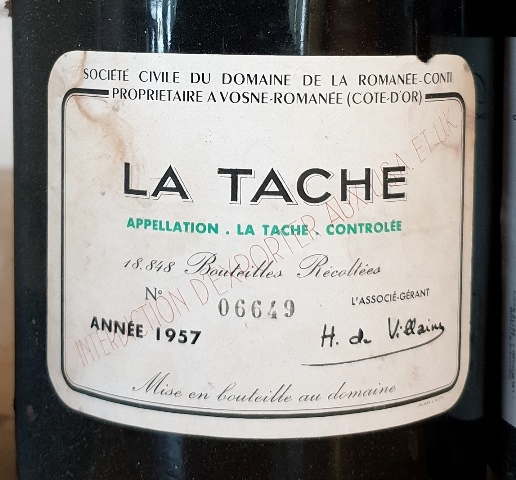 SOCIÉTÉ CIVILE DU DOMAINE DE LA ROMANÉE-CONTI
PROPRIETAIRE A VOSNE-ROMANÉE (COTE-D'OR)
LA TACHE
APPELLATION . LA TACHE . CONTROLÉE
18.848 Bouteilles Récoltées
N° 06649
L'ASSOCIÉ-GÉRANT
ANNÉE 1957
H. de Villaine
Mise en bouteille au domaine
INTERDICTION D'EXPORTER AUX USA ET UK